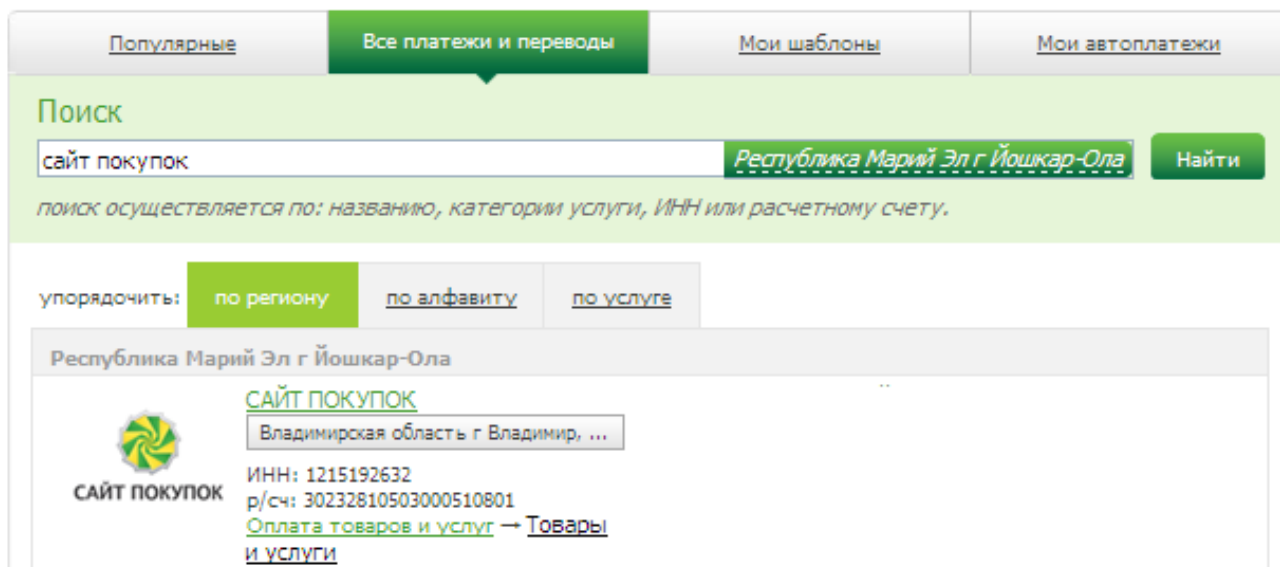 Популярные
Все платежи и переводы
Мои шаблоны
Мои автоплатежи
Поиск
сайт покупок
Республика Марий Эл г Йошкар-Ола
Найти
поиск осуществляется по: названию, категории услуги, ИНН или расчетному счету.
упорядочить:
по региону
по алфавиту
по услуге
Республика Марий Эл г Йошкар-Ола
САЙТ ПОКУПОК
САЙТ ПОКУПОК
Владимирская область г Владимир, ...
ИНН: 1215192632
р/сч: 30232810503000510801
Оплата товаров и услуг → Товары
и услуги